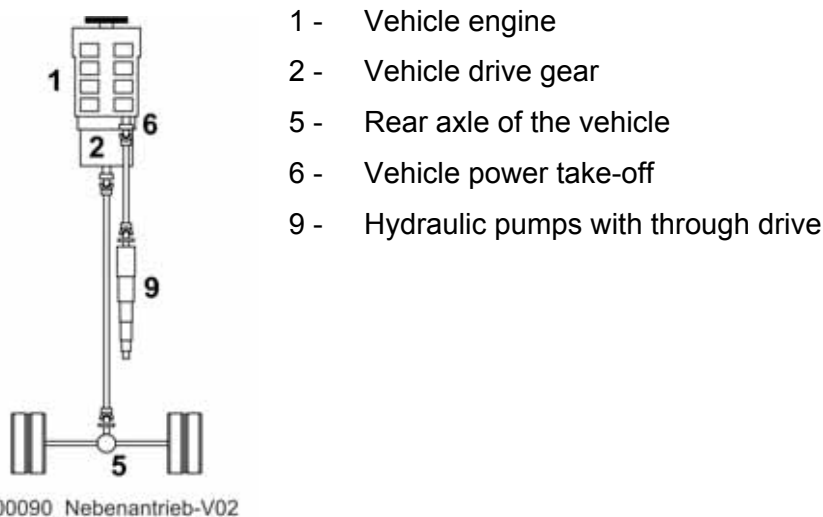 1 - Vehicle engine
2 - Vehicle drive gear
5 - Rear axle of the vehicle
6 - Vehicle power take-off
9 - Hydraulic pumps with through drive
1
6
2
9
5
00090 Nebenantrieb-V02